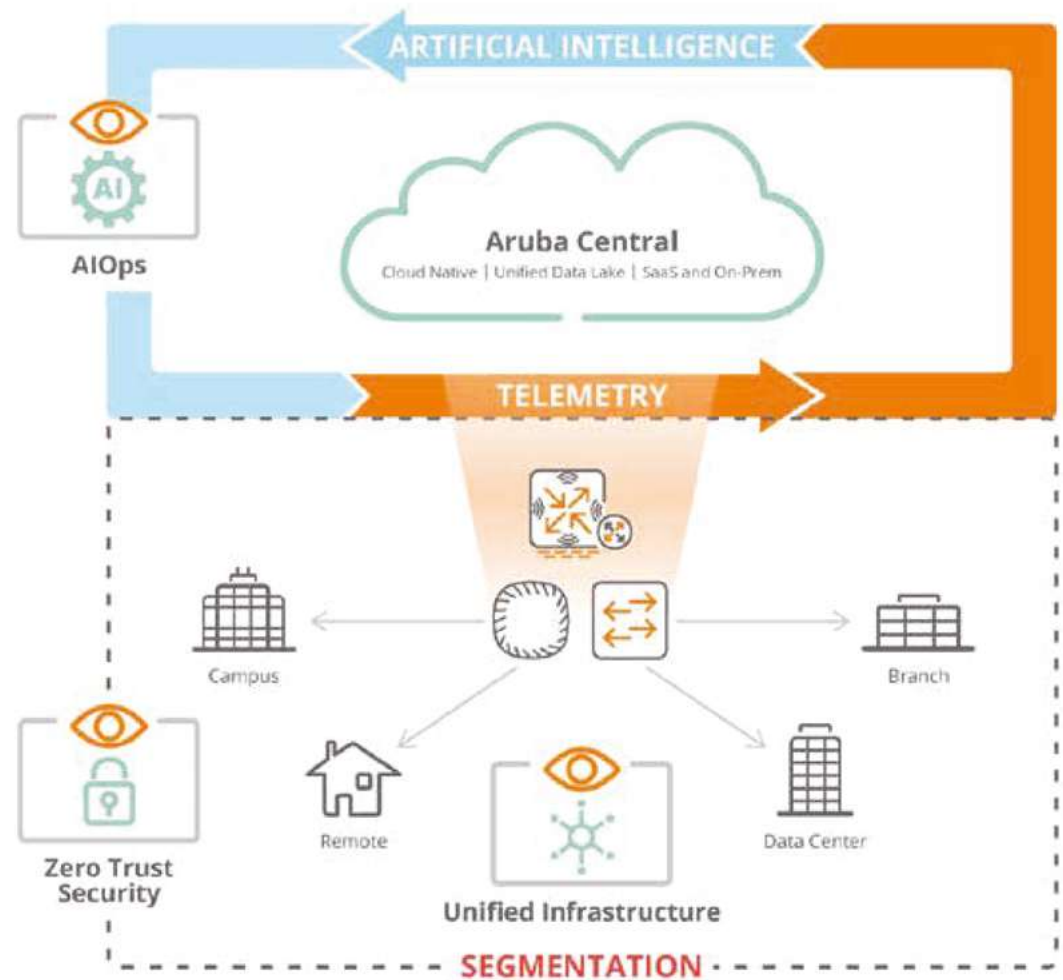 ARTIFICIAL INTELLIGENCE
AI
AIOps
Aruba Central
Cloud Native | Unified Data Lake | SaaS and On-Prem
TELEMETRY
Campus
Branch
Remote
Data Center
Zero Trust
Security
Unified Infrastructure
SEGMENTATION